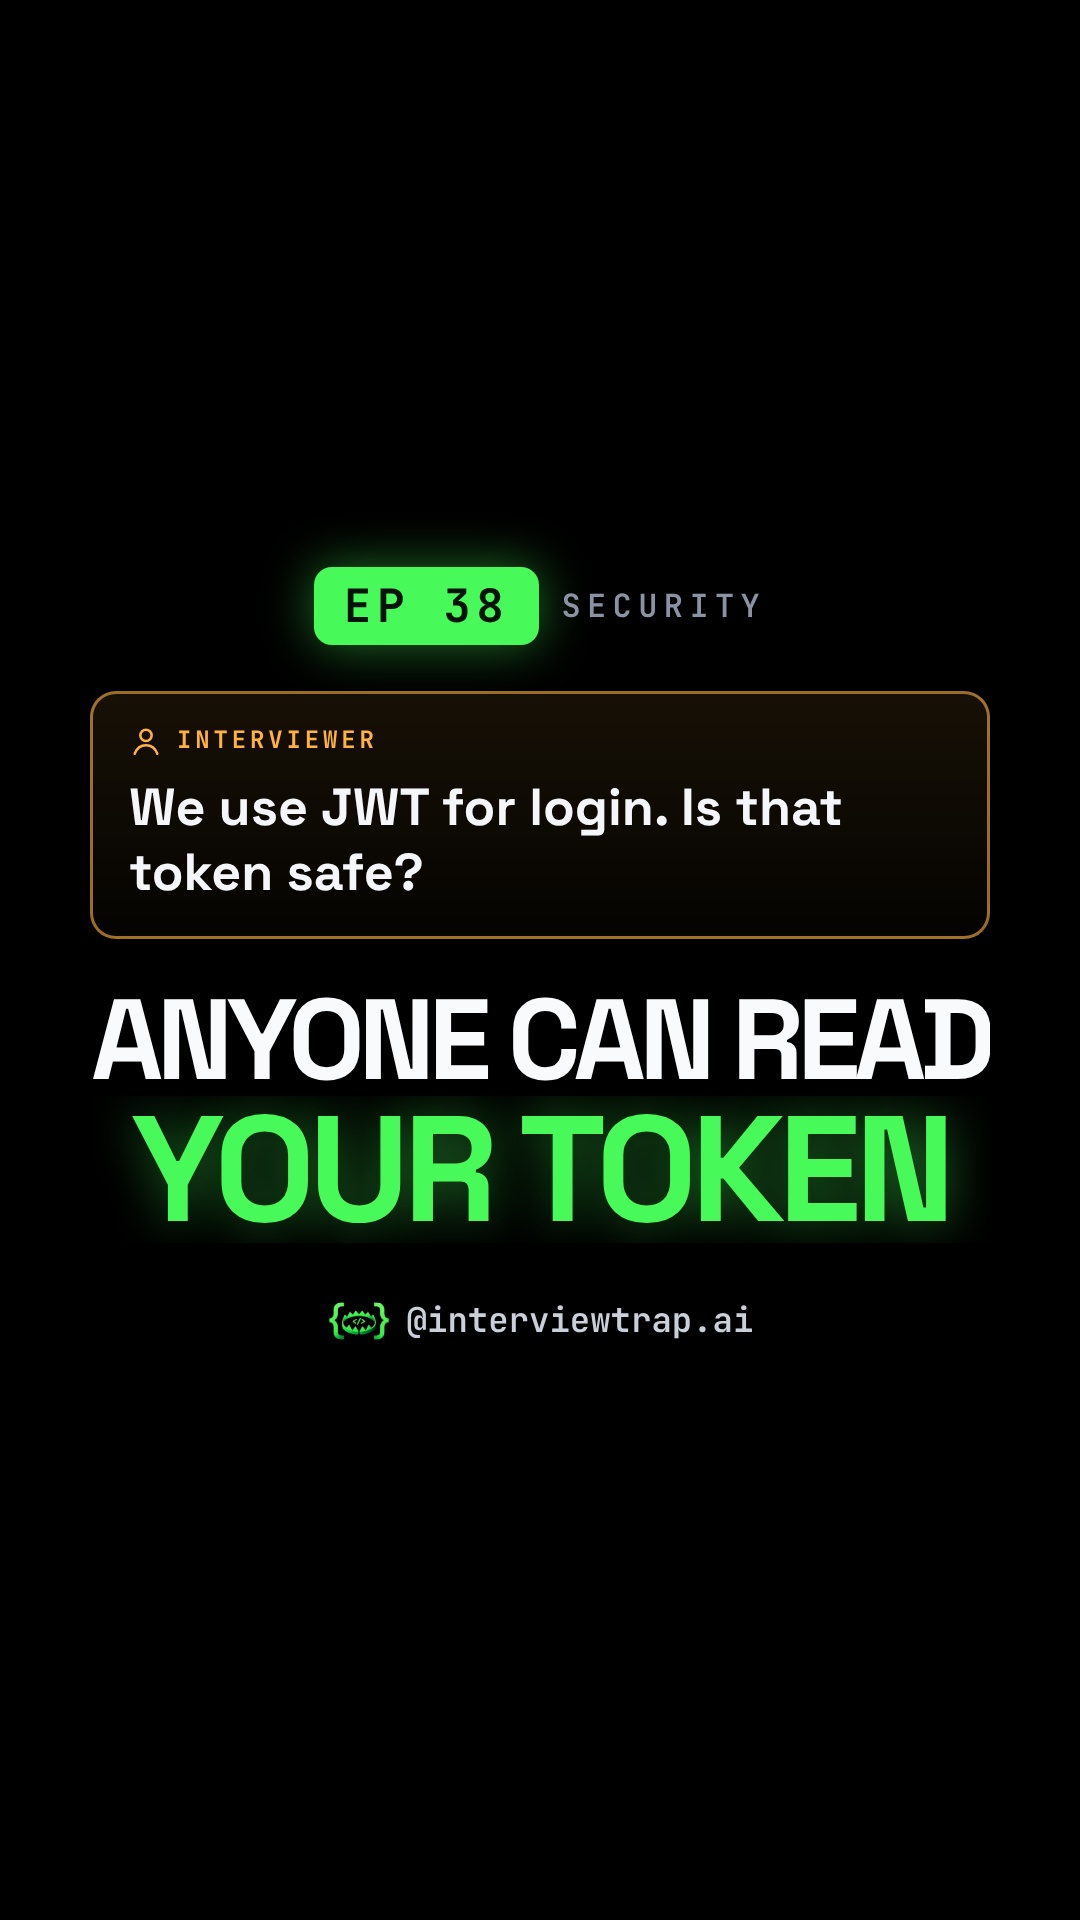 EP 38 SECURITY
INTERVIEWER
We use JWT for login. Is that
token safe?
ANYONE CAN READ
YOUR TOKEN
{</>} @interviewtrap.ai